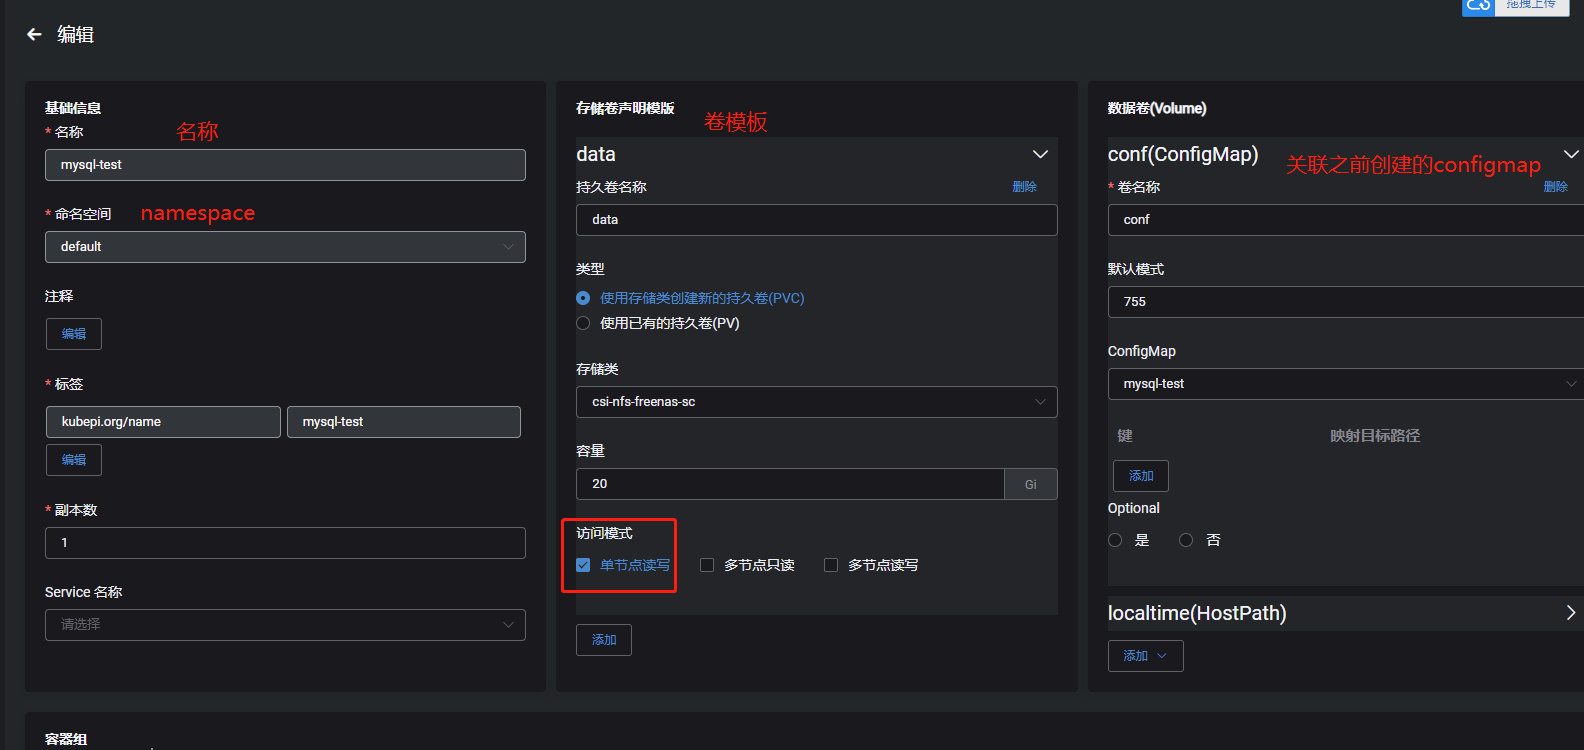 拖拽上传
编辑
基础信息
* 名称
名称
mysql-test
* 命名空间
namespace
default
注释
编辑
* 标签
kubepi.org/name
mysql-test
编辑
* 副本数
1
Service 名称
请选择
存储卷声明模版
卷模板
data
持久卷名称
删除
data
类型
使用存储类创建新的持久卷(PVC)
使用已有的持久卷(PV)
存储类
csi-nfs-freenas-sc
容量
20
Gi
访问模式
单节点读写
多节点只读
多节点读写
添加
数据卷(Volume)
conf(ConfigMap)
关联之前创建的configmap
* 卷名称
删除
conf
默认模式
755
ConfigMap
mysql-test
键
映射目标路径
添加
Optional
是
否
localtime(HostPath)
添加
容器组